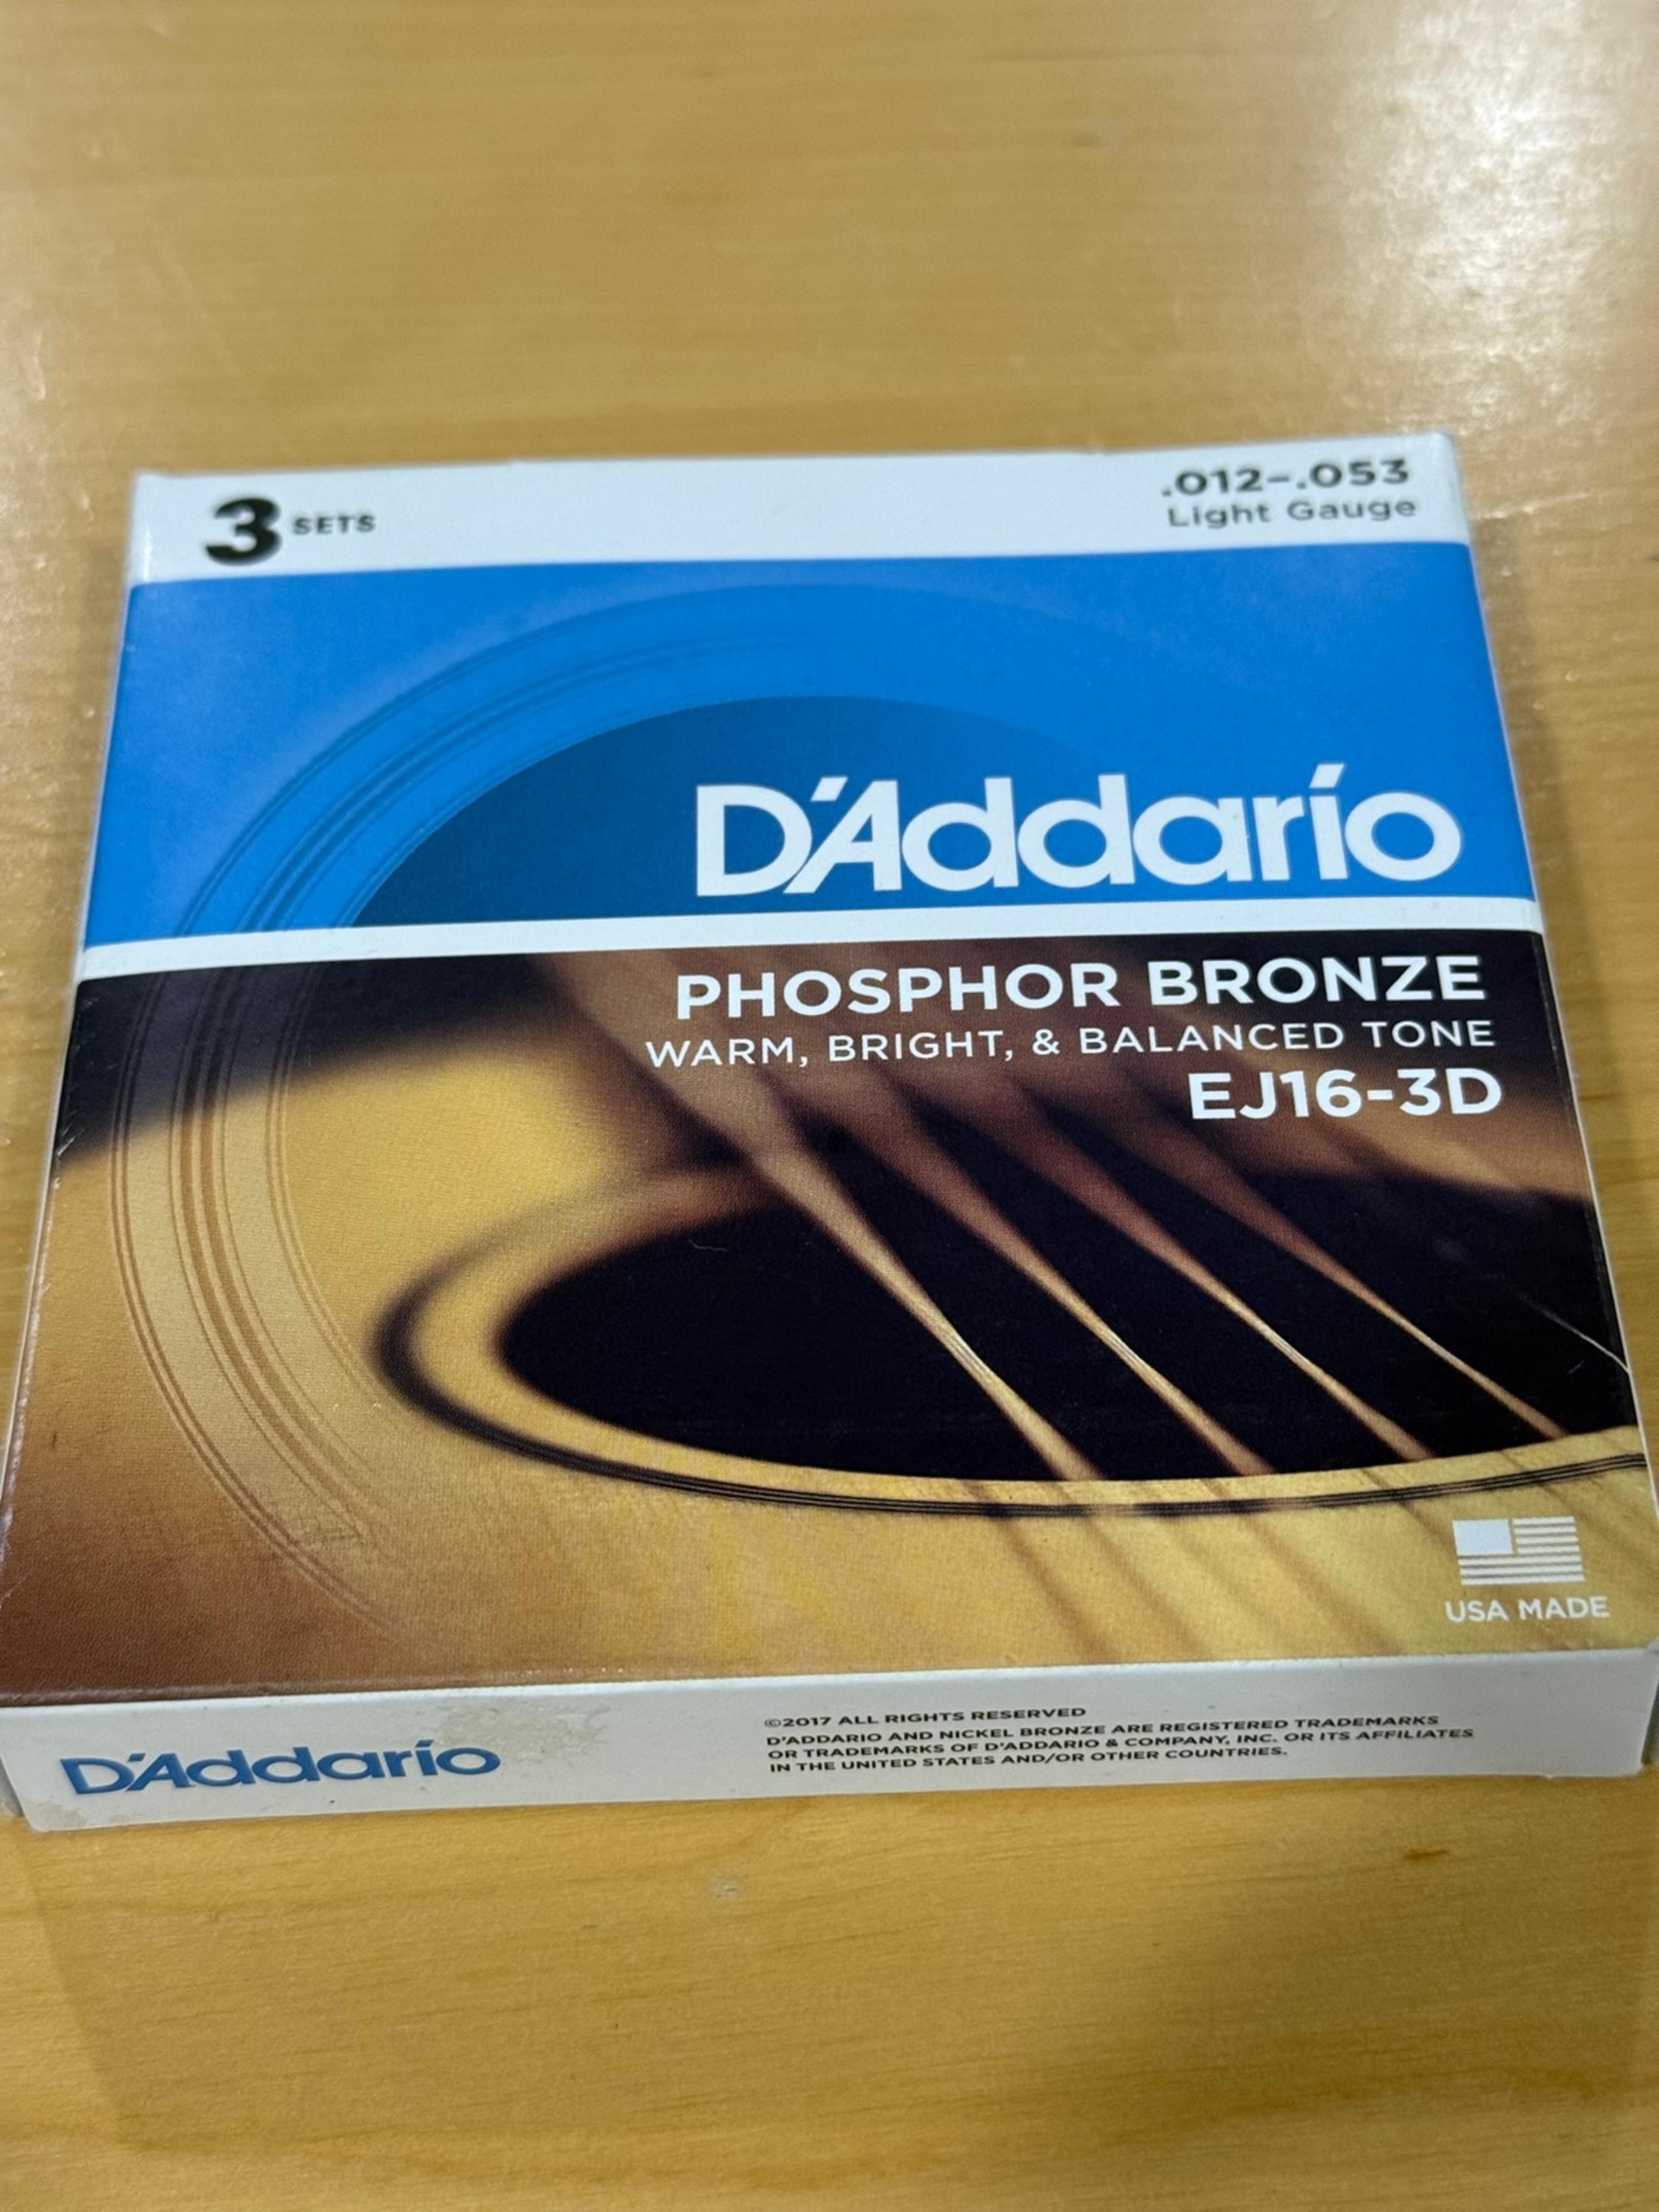 3 SETS
.012–.053
Light Gauge
D'Addario
PHOSPHOR BRONZE
WARM, BRIGHT, & BALANCED TONE
EJ16-3D
USA MADE
D'Addario
©2017 ALL RIGHTS RESERVED
D'ADDARIO AND NICKEL BRONZE ARE REGISTERED TRADEMARKS
OR TRADEMARKS OF D'ADDARIO & COMPANY, INC. OR ITS AFFILIATES
IN THE UNITED STATES AND/OR OTHER COUNTRIES.